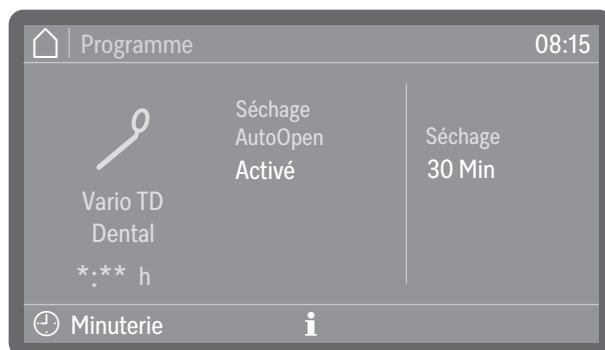 Programme
08:15
Vario TD
Dental
*:** h
Séchage
AutoOpen
Activé
Séchage
30 Min
Minuterie
i